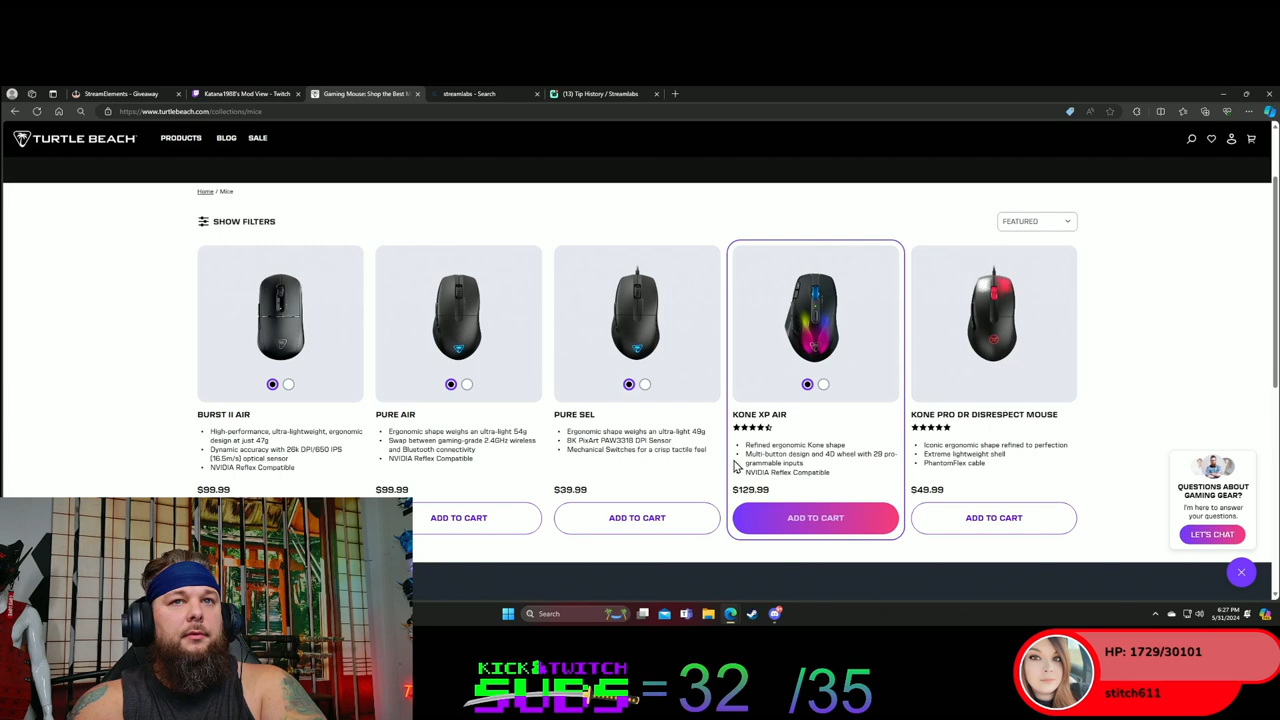 StreamElements - Giveaway
Katana1988's Mod View - Twitch
Gaming Mouse: Shop the Best M
streamlabs - Search
(13) Tip History / Streamlabs
https://www.turtlebeach.com/collections/mice
TURTLE BEACH
PRODUCTS
BLOG
SALE
Home / Mice
SHOW FILTERS
FEATURED
BURST II AIR
High-performance, ultra-lightweight, ergonomic
design at just 47g
Dynamic accuracy with 26k DPI/650 IPS
(16.5m/s) optical sensor
NVIDIA Reflex Compatible
$99.99
PURE AIR
Ergonomic shape weighs an ultra-light 54g
Swap between gaming-grade 2.4GHz wireless
and Bluetooth connectivity
NVIDIA Reflex Compatible
$99.99
ADD TO CART
PURE SEL
Ergonomic shape weighs an ultra-light 49g
8K PixArt PAW3318 DPI Sensor
Mechanical Switches for a crisp tactile feel
$39.99
ADD TO CART
KONE XP AIR
Refined ergonomic Kone shape
Multi-button design and 4D wheel with 29 pro-
grammable inputs
NVIDIA Reflex Compatible
$129.99
ADD TO CART
KONE PRO DR DISRESPECT MOUSE
Iconic ergonomic shape refined to perfection
Extreme lightweight shell
PhantomFlex cable
$49.99
ADD TO CART
QUESTIONS ABOUT
GAMING GEAR?
I'm here to answer
your questions.
LET'S CHAT
Search
6:27 PM
5/31/2024
KICK TWITCH
SUBS = 32 /35
HP: 1729/30101
stitch611